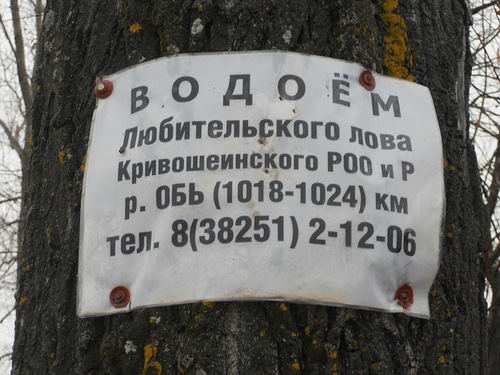 ВОДОЁМ
Любительского лова
Кривошеинского РОО и Р
р. ОБЬ (1018-1024) км
тел. 8(38251) 2-12-06